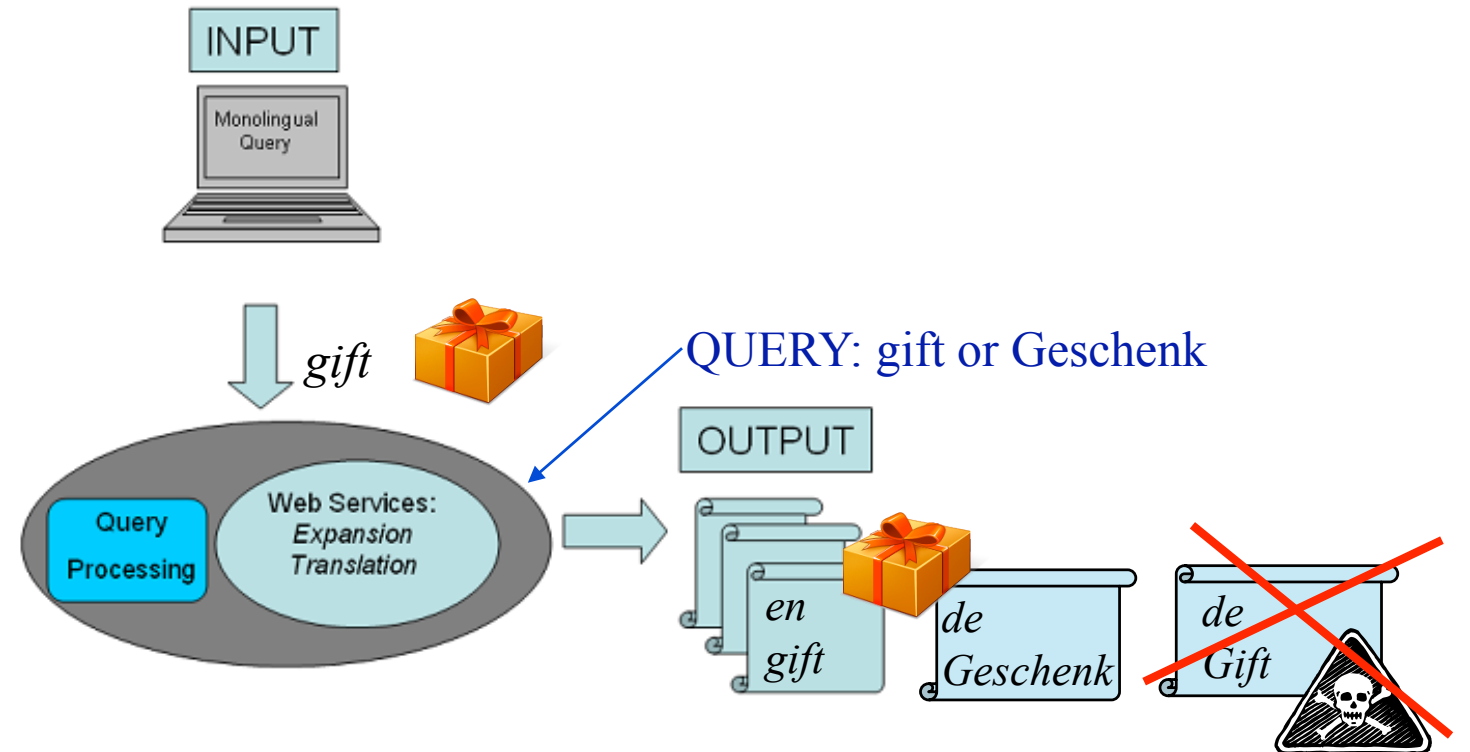 INPUT
Monolingual
Query
gift
QUERY: gift or Geschenk
Query
Processing
Web Services:
Expansion
Translation
OUTPUT
en
gift
de
Geschenk
de
Gift